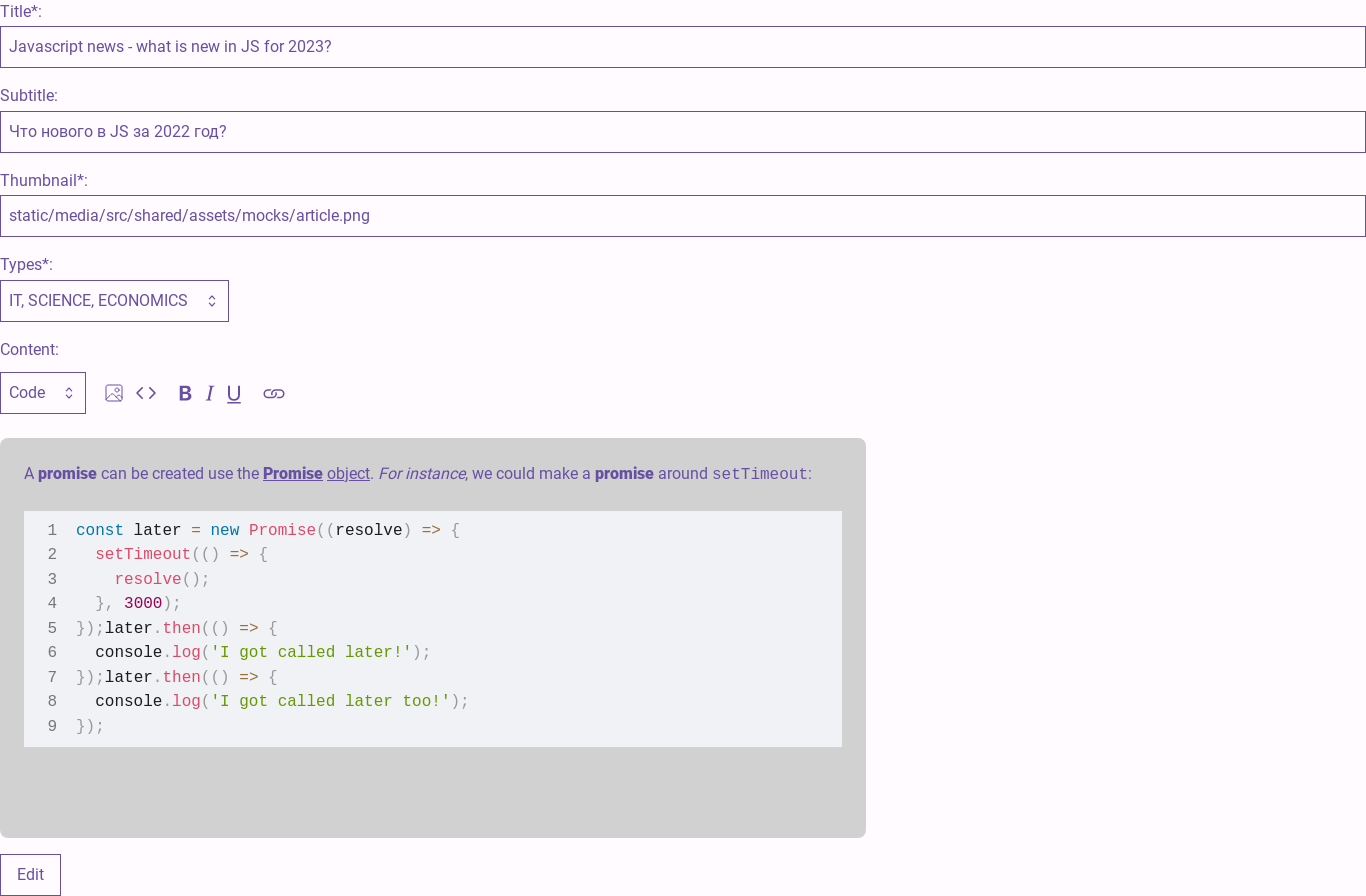 Title*:
Javascript news - what is new in JS for 2023?
Subtitle:
Что нового в JS за 2022 год?
Thumbnail*:
static/media/src/shared/assets/mocks/article.png
Types*:
IT, SCIENCE, ECONOMICS
Content:
Code B I U
A promise can be created use the Promise object. For instance, we could make a promise around setTimeout:
1 const later = new Promise((resolve) => {
2   setTimeout(() => {
3     resolve();
4   }, 3000);
5 });later.then(() => {
6   console.log('I got called later!');
7 });later.then(() => {
8   console.log('I got called later too!');
9 });
Edit